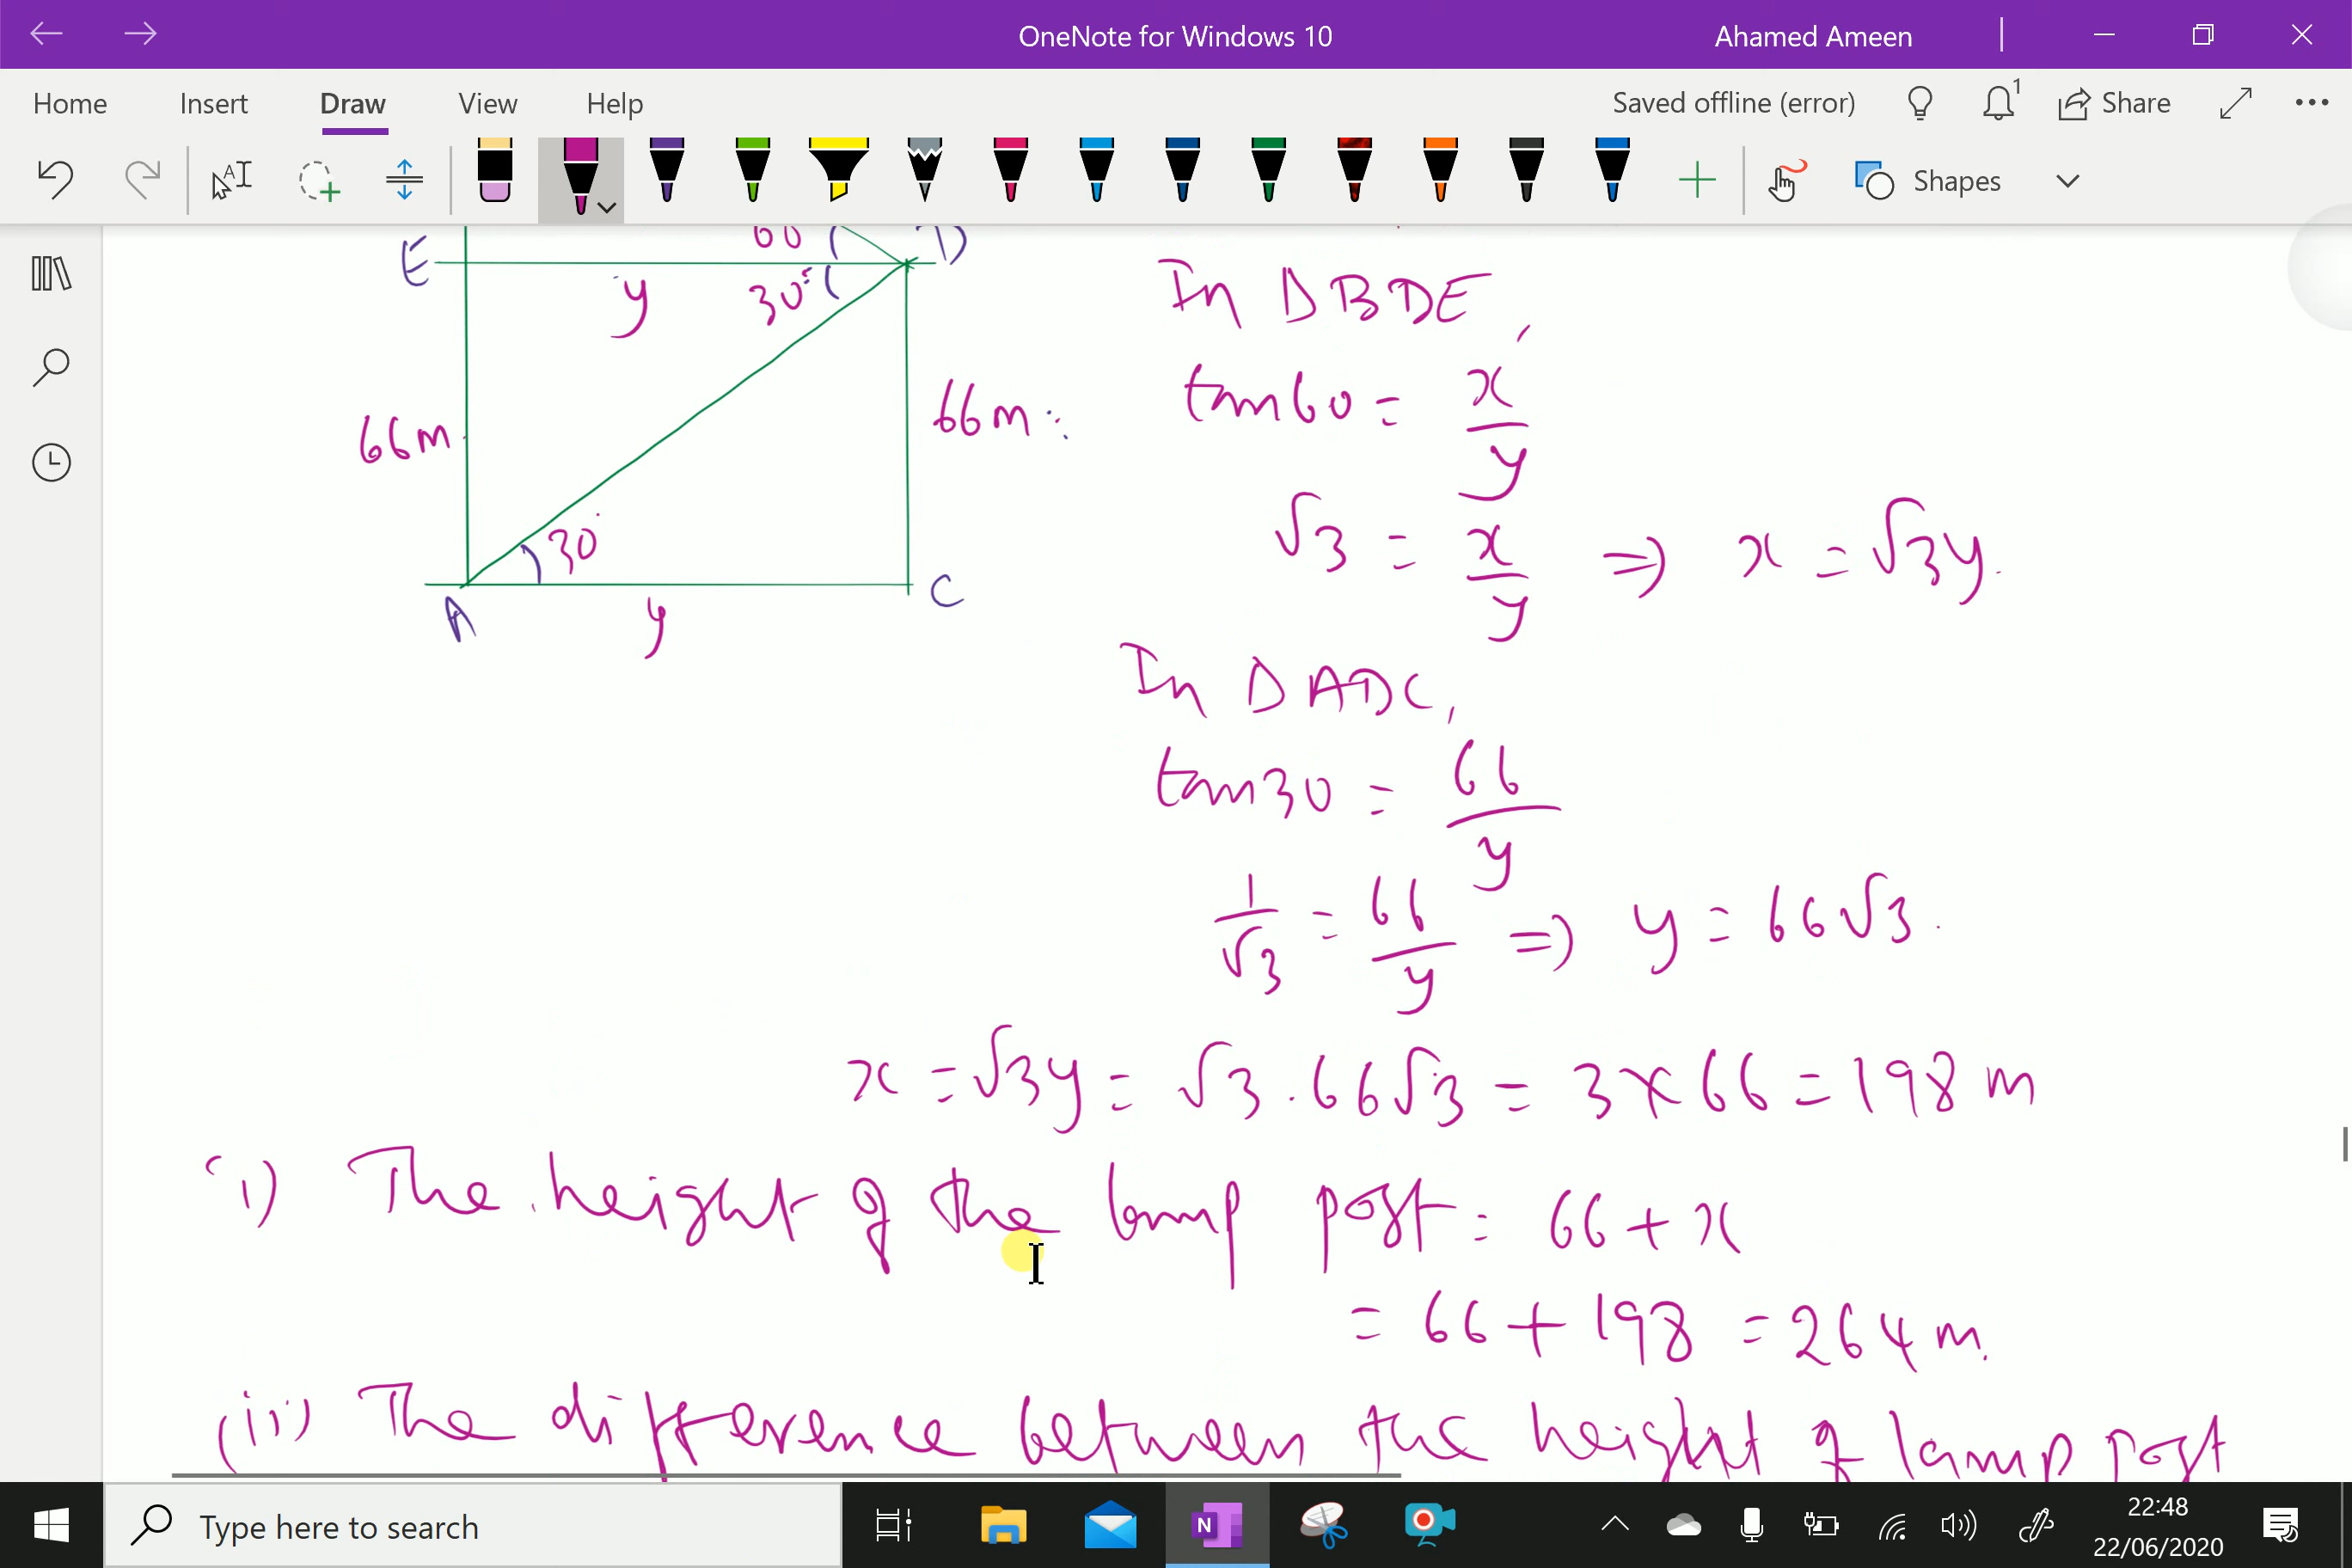 OneNote for Windows 10
Ahamed Ameen
Home Insert Draw View Help
Saved offline (error)
Share
Shapes
E 60 D
y 30°
66m 66m
30°
A y C
In ΔBDE,
tan60 = x/y
√3 = x/y ⇒ x = √3y.
In ΔADC,
tan30 = 66/y
1/√3 = 66/y ⇒ y = 66√3.
x = √3y = √3.66√3 = 3×66 = 198 m
(i) The height of the lamp post = 66 + x
= 66 + 198 = 264 m.
(ii) The difference between the height of lamp post
Type here to search
22:48
22/06/2020